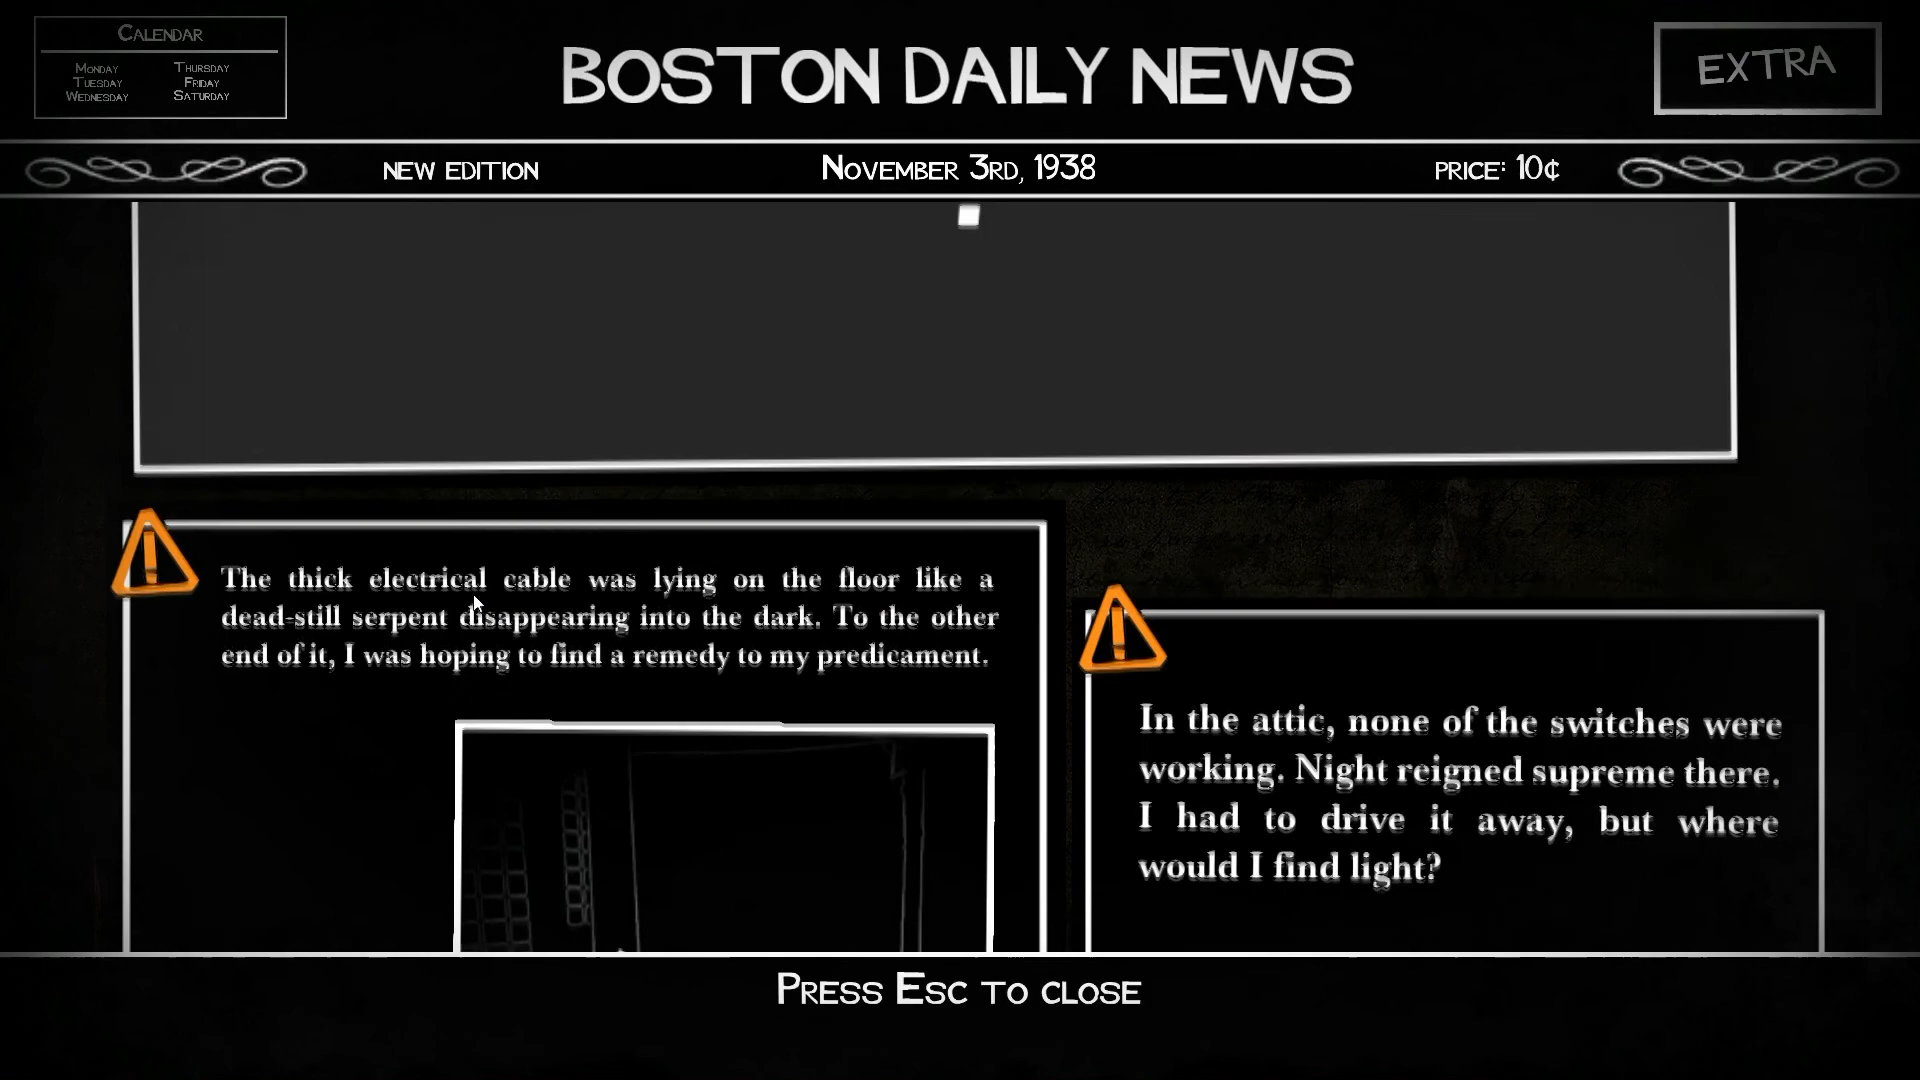 CALENDAR
MONDAY THURSDAY
TUESDAY FRIDAY
WEDNESDAY SATURDAY
BOSTON DAILY NEWS
EXTRA
NEW EDITION
NOVEMBER 3RD, 1938
PRICE: 10¢
The thick electrical cable was lying on the floor like a
dead-still serpent disappearing into the dark. To the other
end of it, I was hoping to find a remedy to my predicament.
In the attic, none of the switches were
working. Night reigned supreme there.
I had to drive it away, but where
would I find light?
PRESS ESC TO CLOSE